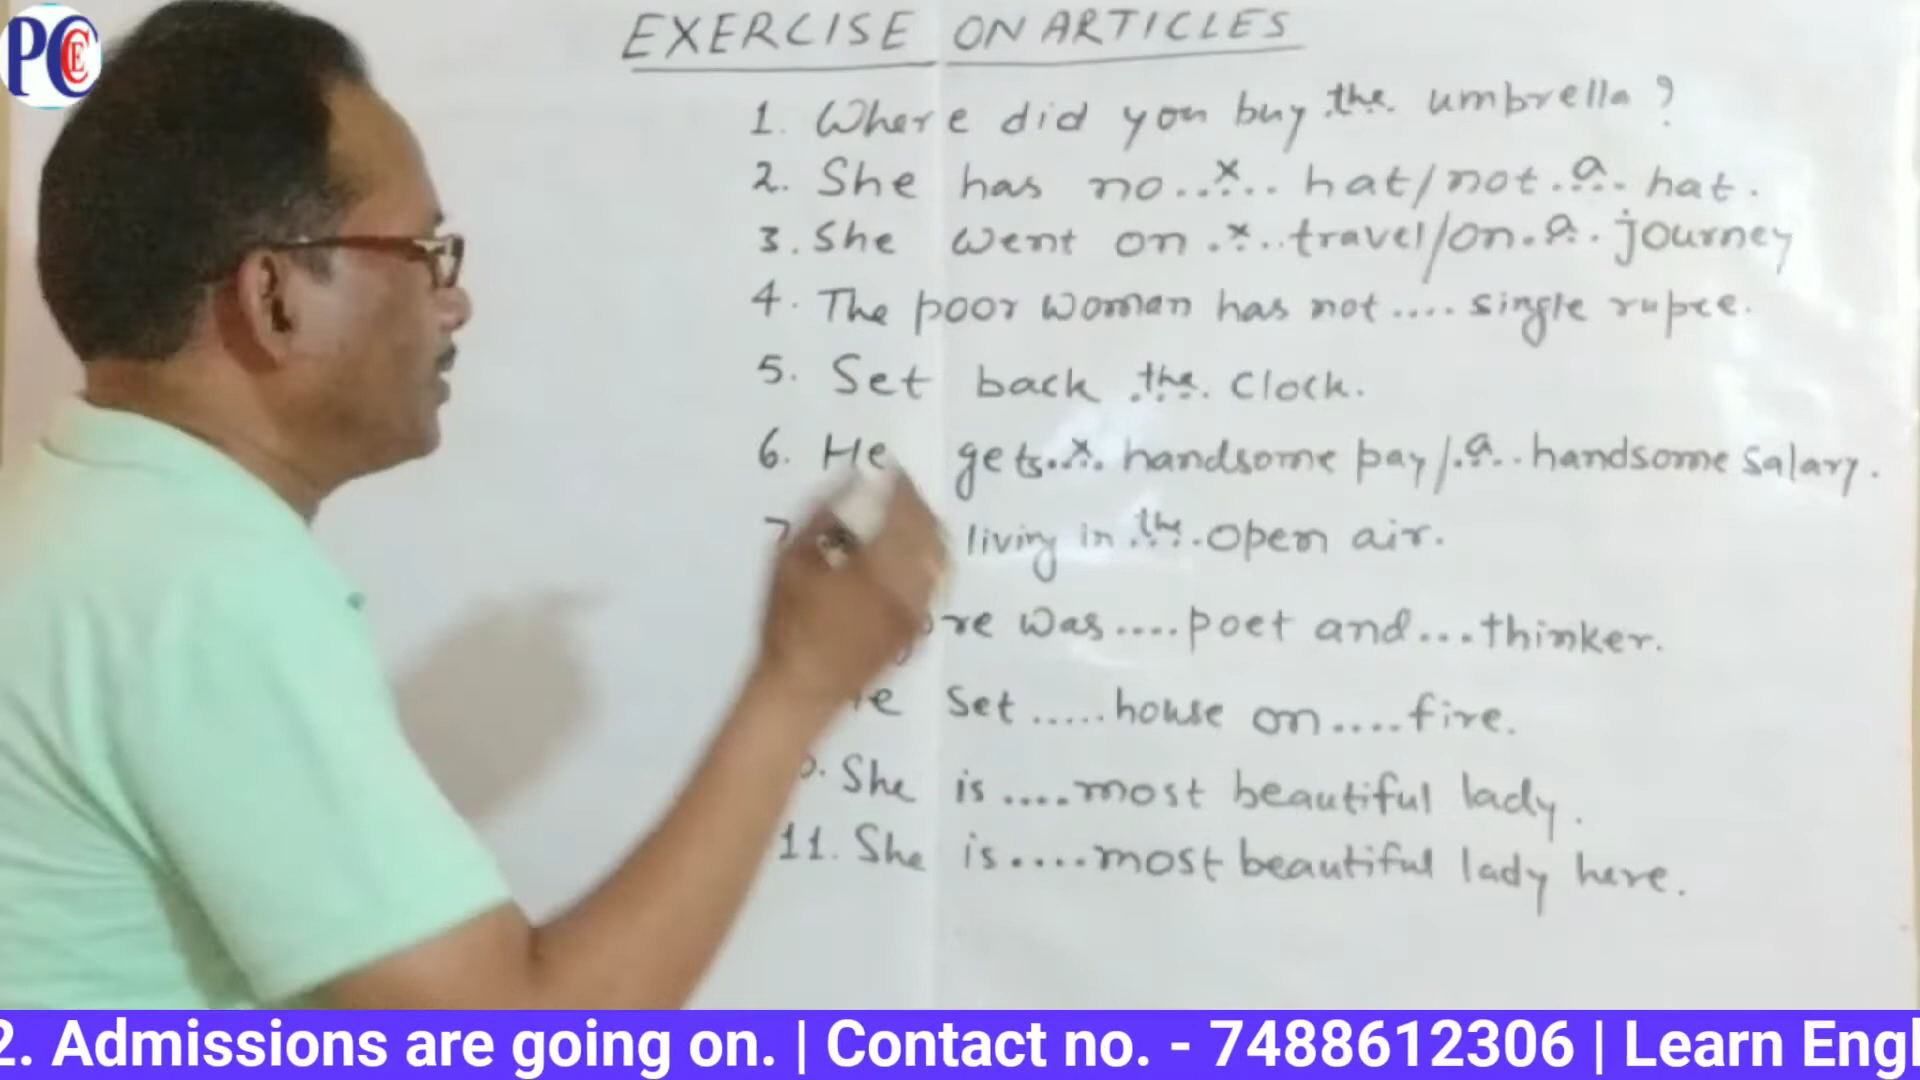 PCC E
EXERCISE ON ARTICLES
1. Where did you buy .the. umbrella?
2. She has no..x.. hat/not .a. hat.
3. She went on .x..travel/on.a. journey
4. The poor woman has not .... single rupee.
5. Set back .the. Clock.
6. He gets..x. handsome pay/.a..handsome salary.
7. living in .the.open air.
was....poet and...thinker.
set .....house on....fire.
She is ....most beautiful lady.
11. She is....most beautiful lady here.
2. Admissions are going on. | Contact no. - 7488612306 | Learn Engl